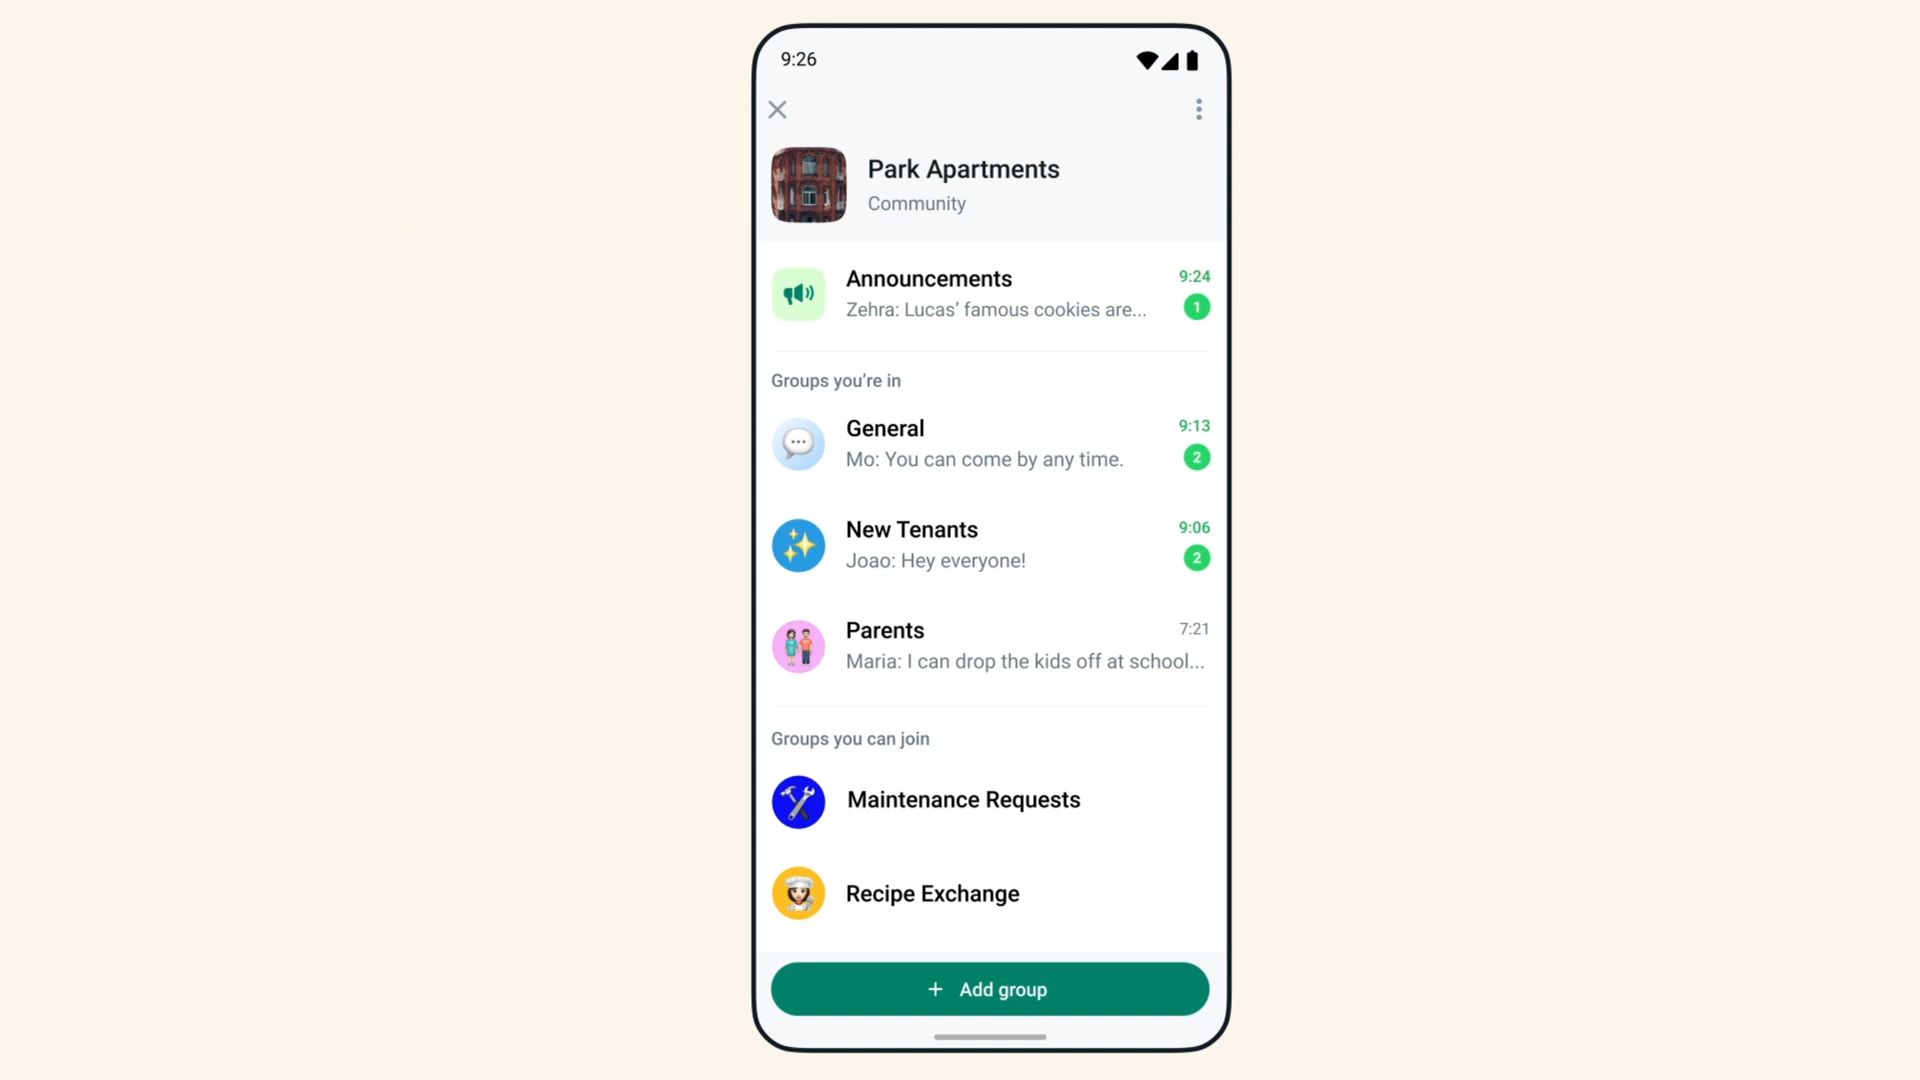 9:26
Park Apartments
Community
Announcements 9:24
Zehra: Lucas’ famous cookies are... 1
Groups you’re in
General 9:13
Mo: You can come by any time. 2
New Tenants 9:06
Joao: Hey everyone! 2
Parents 7:21
Maria: I can drop the kids off at school...
Groups you can join
Maintenance Requests
Recipe Exchange
+ Add group